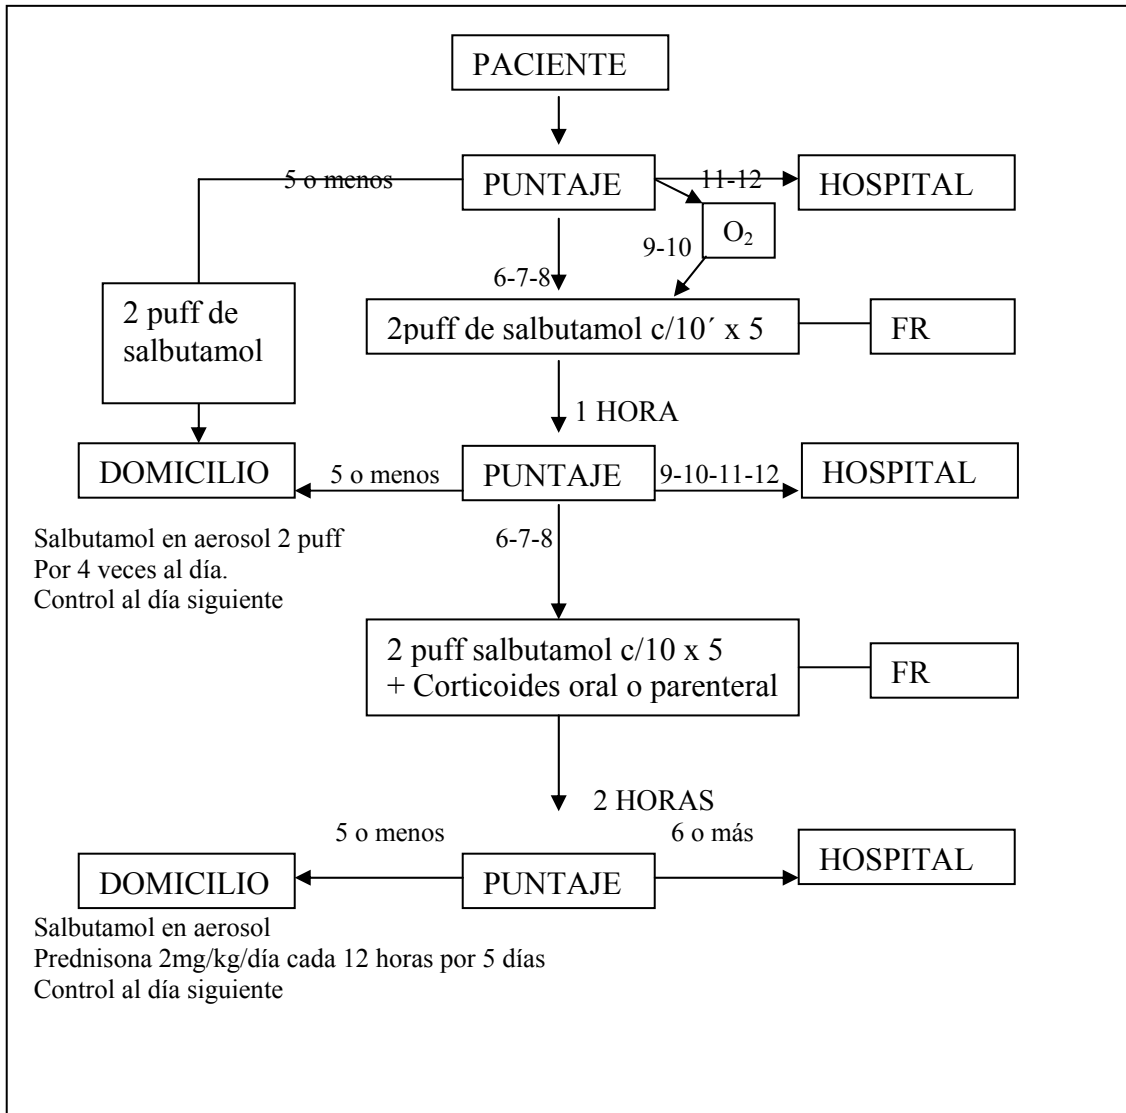 PACIENTE
5 o menos
PUNTAJE
11-12
HOSPITAL
O₂
9-10
6-7-8
2 puff de
salbutamol
2puff de salbutamol c/10´ x 5
FR
1 HORA
DOMICILIO
5 o menos
PUNTAJE
9-10-11-12
HOSPITAL
Salbutamol en aerosol 2 puff
Por 4 veces al día.
Control al día siguiente
6-7-8
2 puff salbutamol c/10 x 5
+ Corticoides oral o parenteral
FR
2 HORAS
5 o menos
6 o más
DOMICILIO
PUNTAJE
HOSPITAL
Salbutamol en aerosol
Prednisona 2mg/kg/día cada 12 horas por 5 días
Control al día siguiente